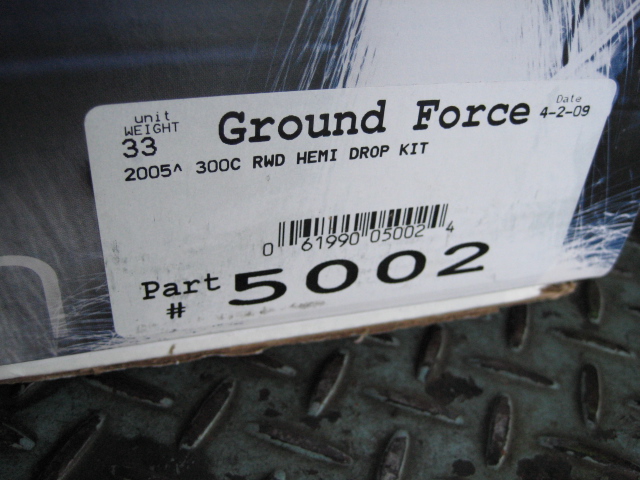 unit
WEIGHT
33
Ground Force
Date
4-2-09
2005^ 300C RWD HEMI DROP KIT
0 61990 05002 4
Part
#
5002